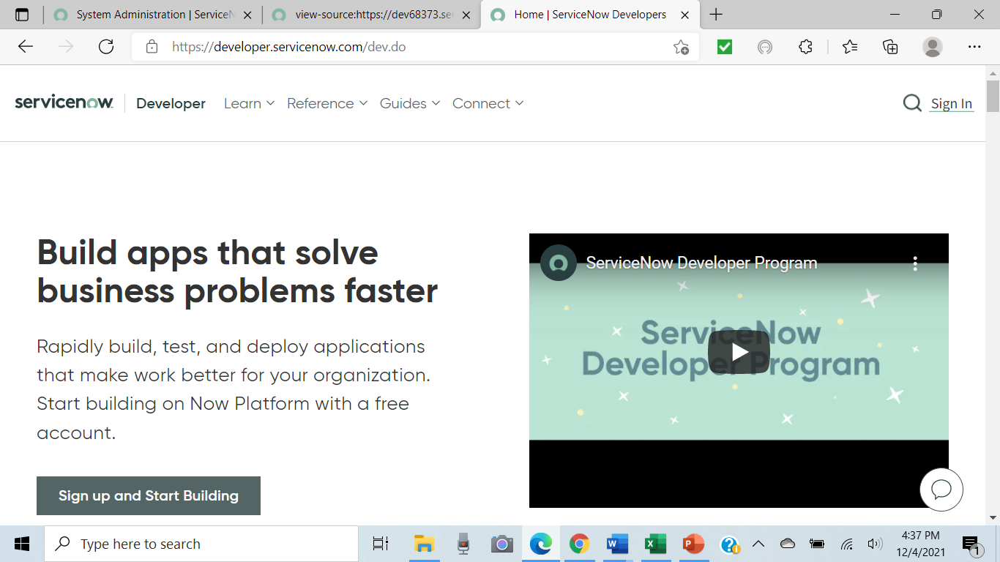 System Administration | ServiceN
view-source:https://dev68373.ser
Home | ServiceNow Developers
https://developer.servicenow.com/dev.do
servicenow
Developer
Learn
Reference
Guides
Connect
Sign In
Build apps that solve
business problems faster
Rapidly build, test, and deploy applications
that make work better for your organization.
Start building on Now Platform with a free
account.
Sign up and Start Building
ServiceNow Developer Program
ServiceNow
Developer Program
Type here to search
4:37 PM
12/4/2021
1